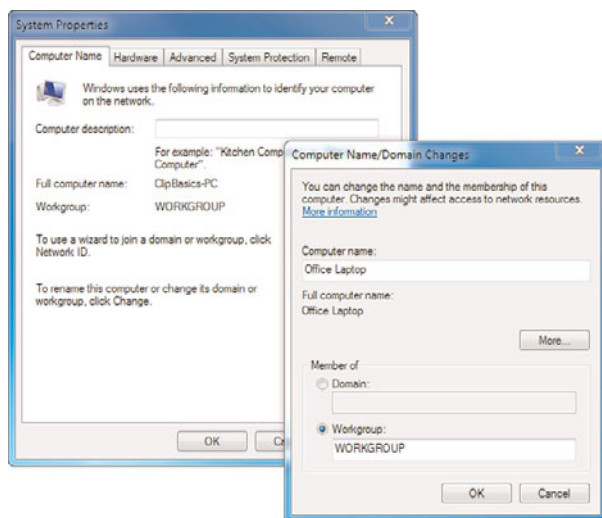 System Properties
Computer Name Hardware Advanced System Protection Remote
Windows uses the following information to identify your computer
on the network.
Computer description:
For example: "Kitchen
Computer".
Full computer name: ClipBasics-PC
Workgroup: WORKGROUP
To use a wizard to join a domain or workgroup, click
Network ID.
To rename this computer or change its domain or
workgroup, click Change.
OK
Computer Name/Domain Changes
You can change the name and the membership of this
computer. Changes might affect access to network resources.
More information
Computer name:
Office Laptop
Full computer name:
Office Laptop
More...
Member of
Domain:
Workgroup:
WORKGROUP
OK Cancel